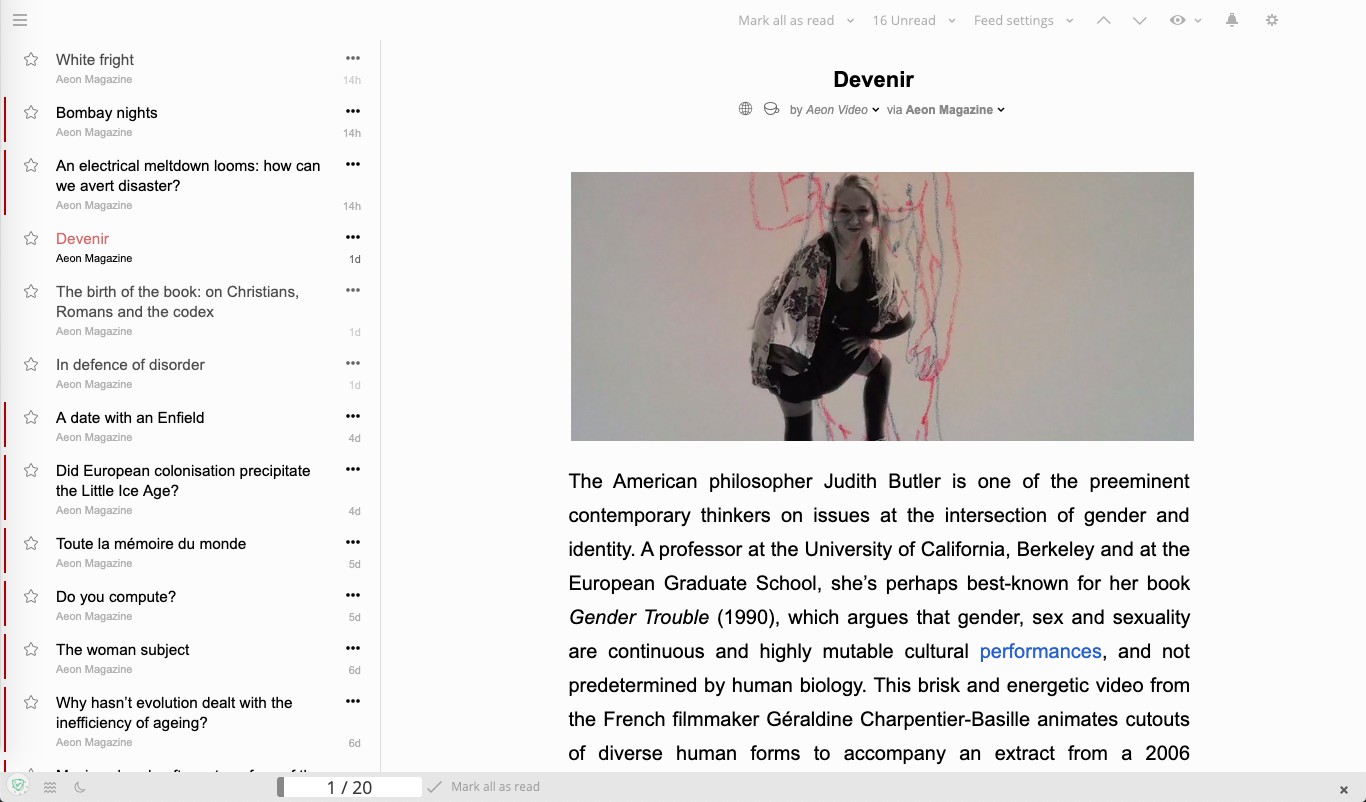 Mark all as read 16 Unread Feed settings
White fright
Aeon Magazine 14h
Bombay nights
Aeon Magazine 14h
An electrical meltdown looms: how can
we avert disaster?
Aeon Magazine 14h
Devenir
Aeon Magazine 1d
The birth of the book: on Christians,
Romans and the codex
Aeon Magazine 1d
In defence of disorder
Aeon Magazine 1d
A date with an Enfield
Aeon Magazine 4d
Did European colonisation precipitate
the Little Ice Age?
Aeon Magazine 4d
Toute la mémoire du monde
Aeon Magazine 5d
Do you compute?
Aeon Magazine 5d
The woman subject
Aeon Magazine 6d
Why hasn’t evolution dealt with the
inefficiency of ageing?
Aeon Magazine 6d
Devenir
by Aeon Video via Aeon Magazine
The American philosopher Judith Butler is one of the preeminent
contemporary thinkers on issues at the intersection of gender and
identity. A professor at the University of California, Berkeley and at the
European Graduate School, she’s perhaps best-known for her book
Gender Trouble (1990), which argues that gender, sex and sexuality
are continuous and highly mutable cultural performances, and not
predetermined by human biology. This brisk and energetic video from
the French filmmaker Géraldine Charpentier-Basille animates cutouts
of diverse human forms to accompany an extract from a 2006
1 / 20 Mark all as read